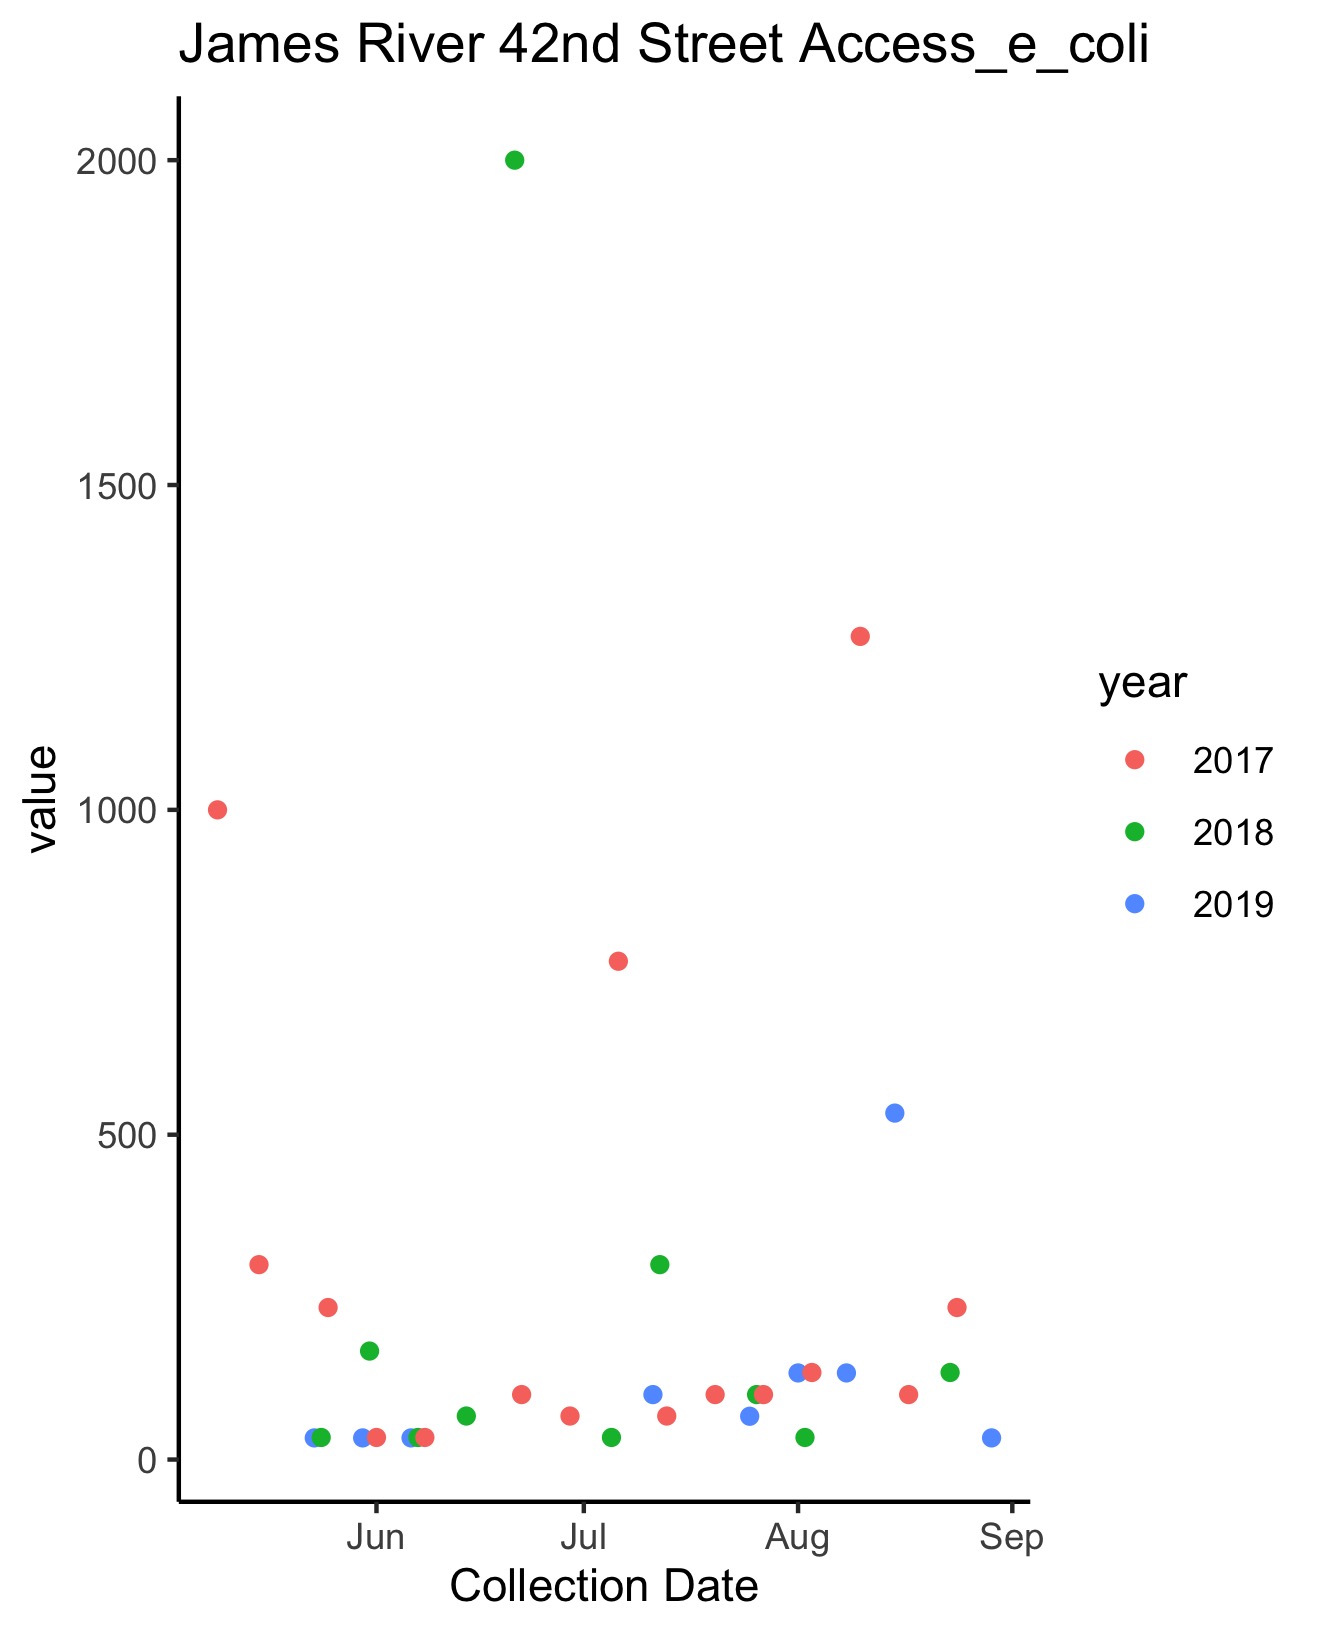 James River 42nd Street Access_e_coli
2000
1500
1000
500
0
value
Jun Jul Aug Sep
Collection Date
year
2017
2018
2019